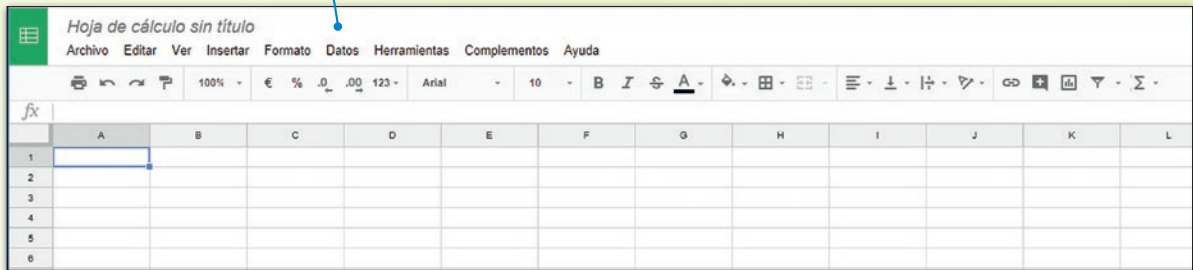 Hoja de cálculo sin título
Archivo Editar Ver Insertar Formato Datos Herramientas Complementos Ayuda
100% € % .0 .00 123 Arial 10 B I S A Σ
fx
A B C D E F G H I J K L
1
2
3
4
5
6